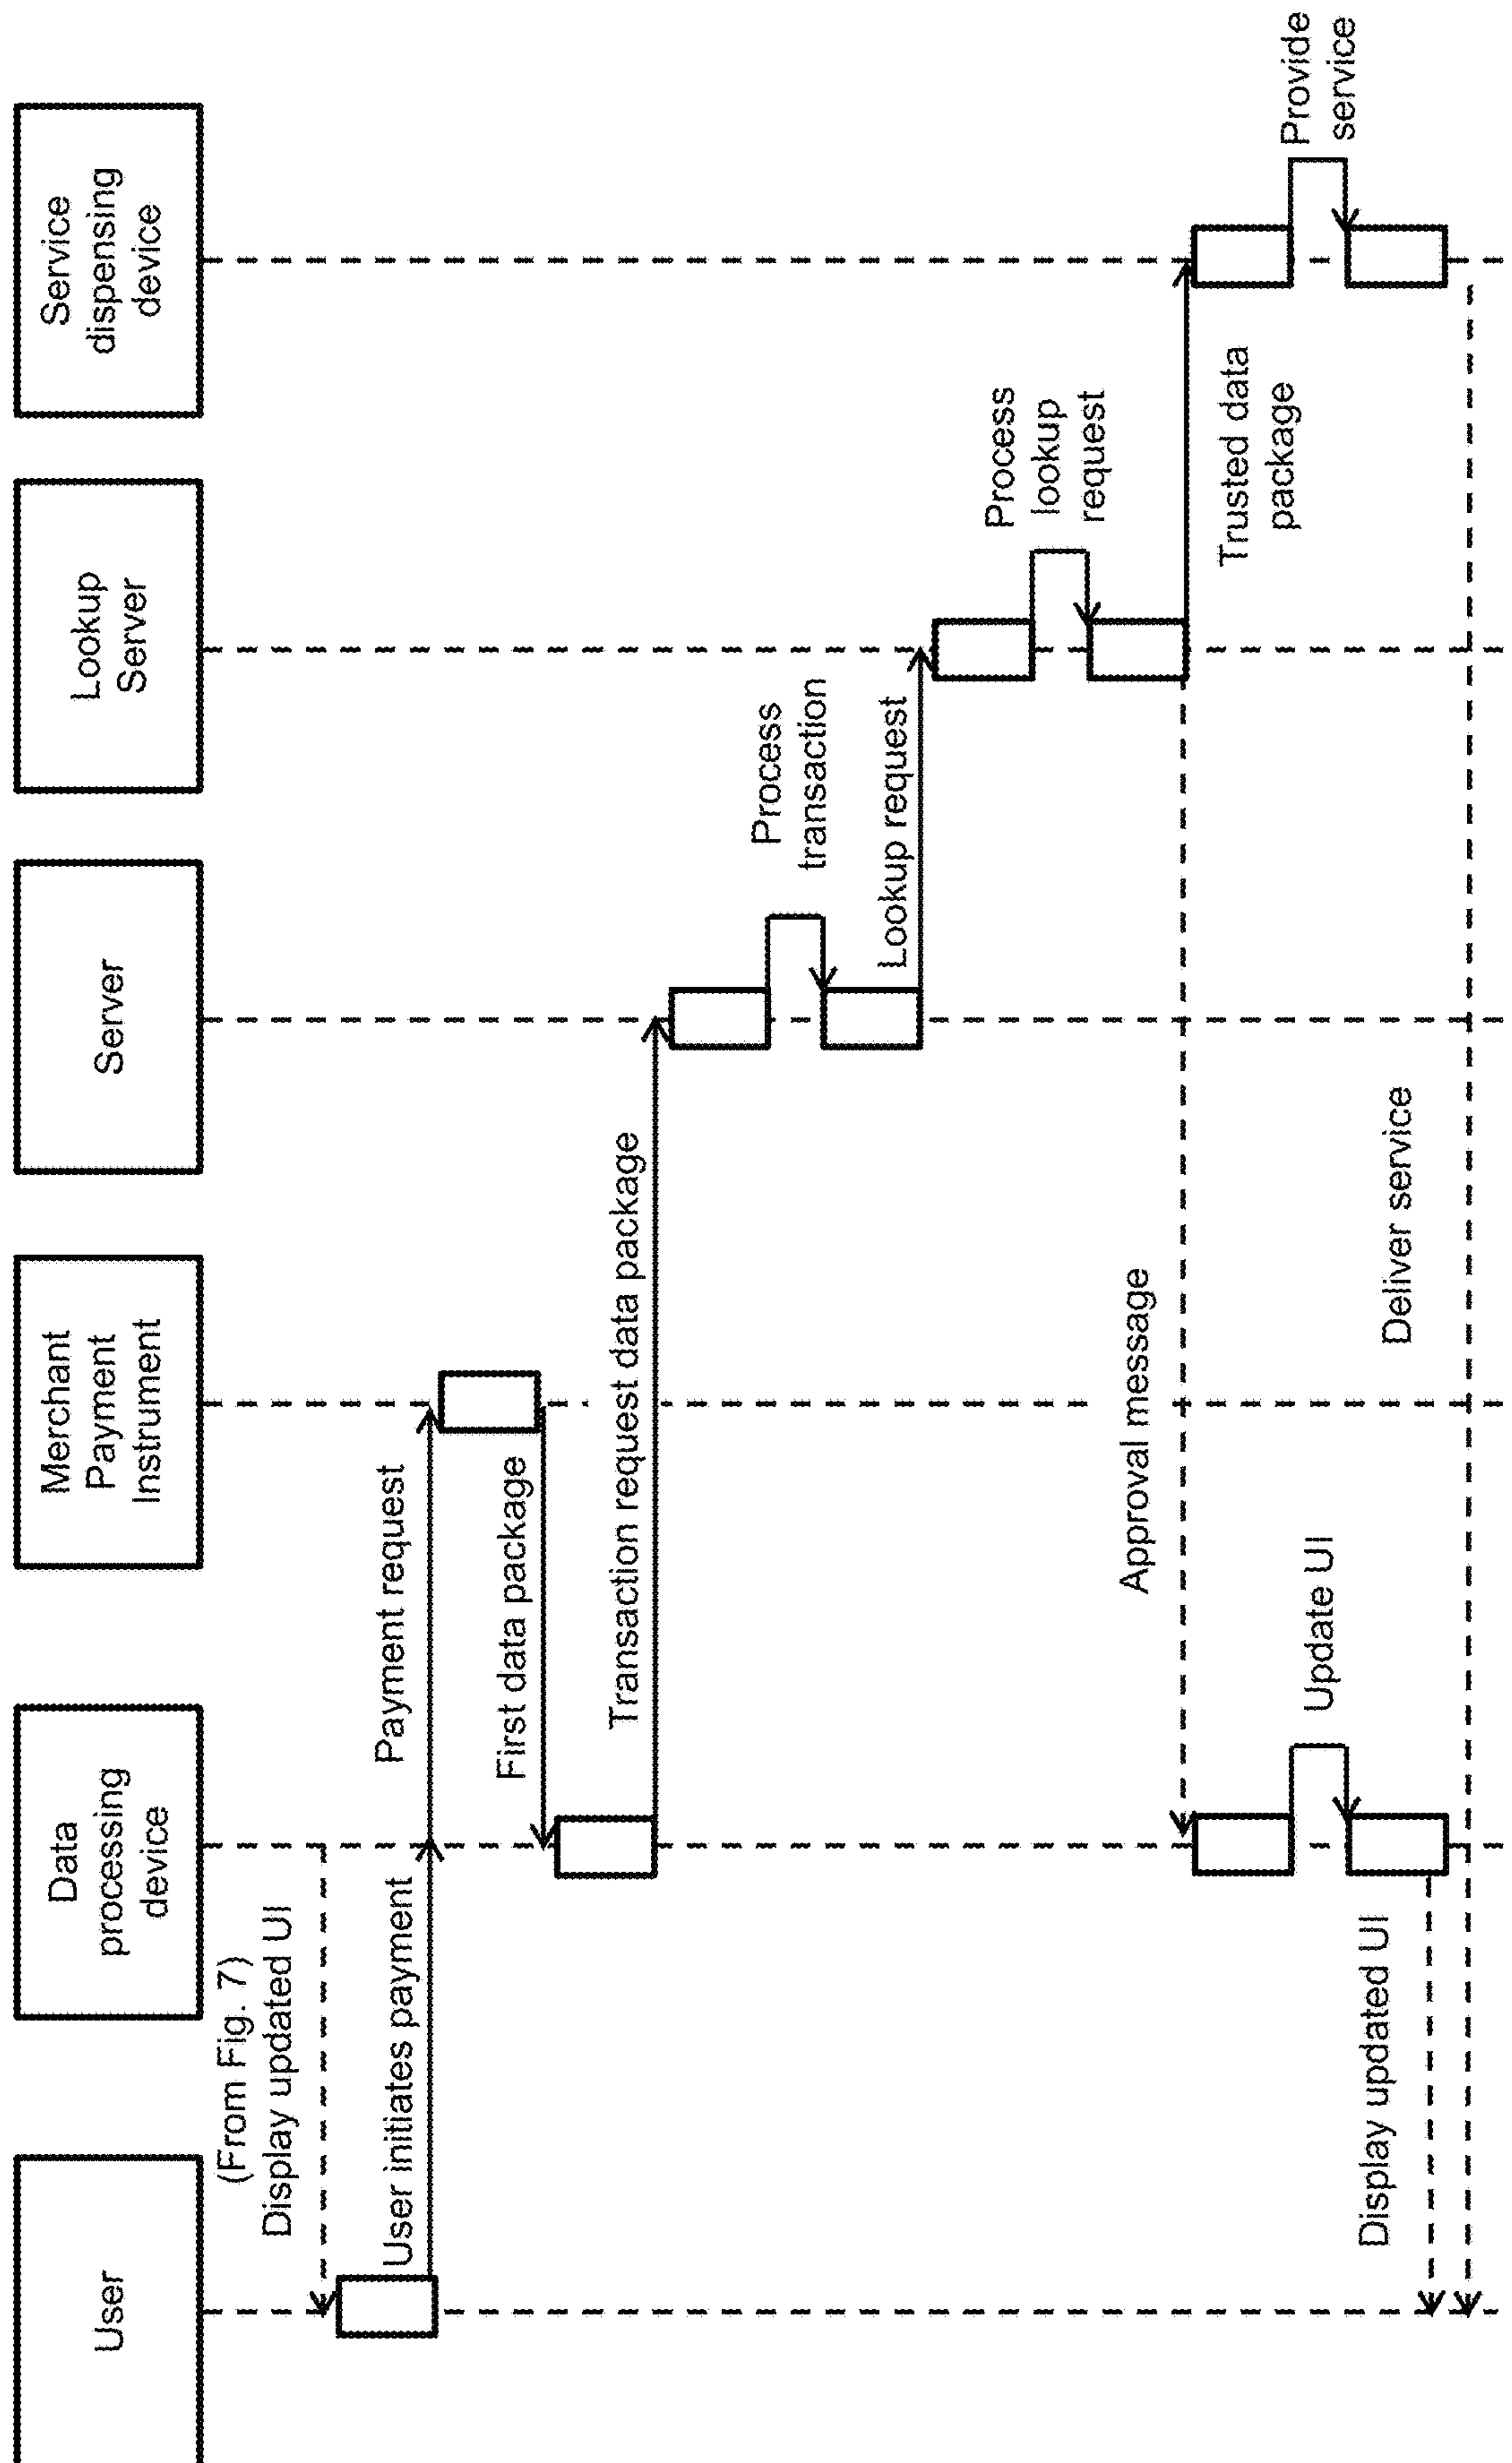 User
Data
processing
device
Merchant
Payment
Instrument
Server
Lookup
Server
Service
dispensing
device
(From Fig. 7)
Display updated UI
User initiates payment
Payment request
First data package
Transaction request data package
Process
transaction
Lookup request
Process
lookup
request
Approval message
Trusted data
package
Update UI
Provide
service
Display updated UI
Deliver service